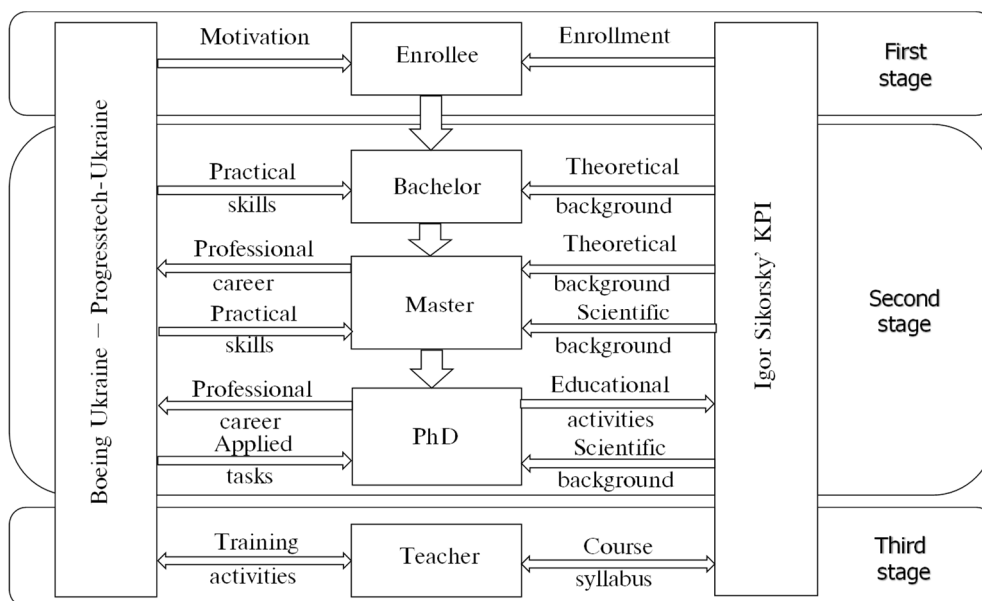 Motivation
Enrollee
Enrollment
First
stage
Boeing Ukraine – Progresstech-Ukraine
Igor Sikorsky' KPI
Practical
skills
Bachelor
Theoretical
background
Professional
career
Practical
skills
Master
Theoretical
background
Scientific
background
Second
stage
Professional
career
Applied
tasks
PhD
Educational
activities
Scientific
background
Training
activities
Teacher
Course
syllabus
Third
stage